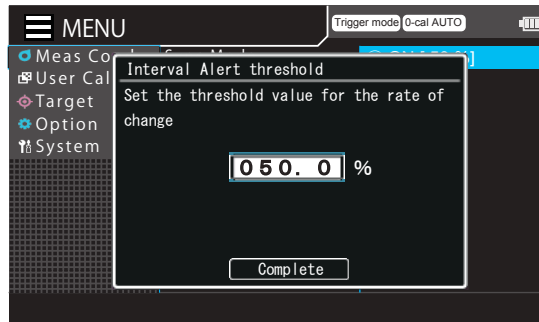 MENU
Trigger mode 0-cal AUTO
Meas Co
User Cal
Target
Option
System
Interval Alert threshold
Set the threshold value for the rate of
change
050. 0 %
Complete